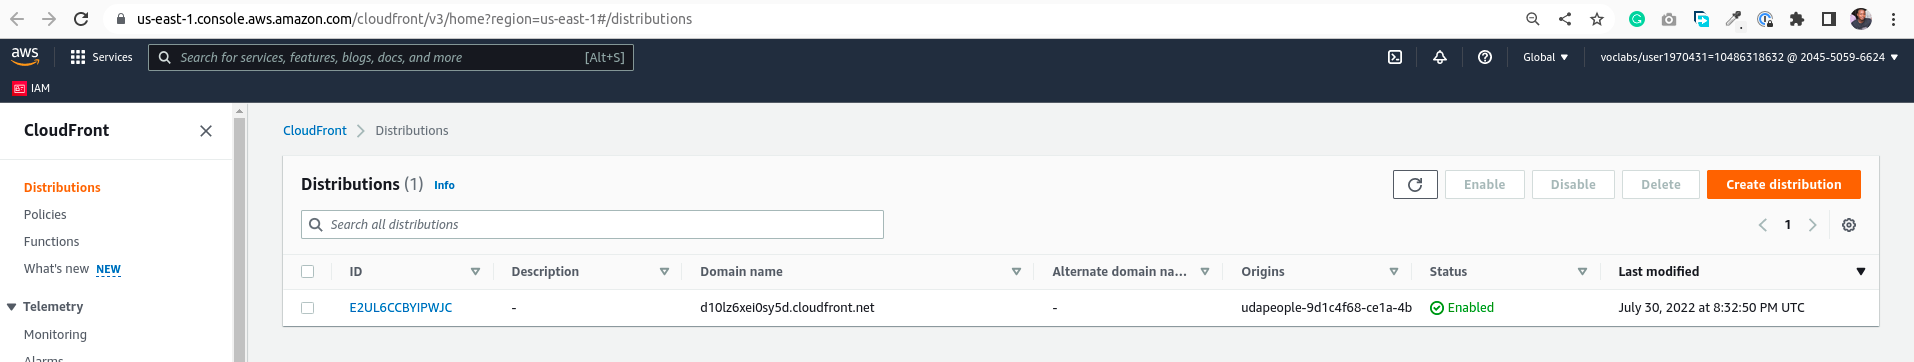 us-east-1.console.aws.amazon.com/cloudfront/v3/home?region=us-east-1#/distributions
aws Services Search for services, features, blogs, docs, and more [Alt+S] Global voclabs/user1970431=10486318632 @ 2045-5059-6624
IAM
CloudFront
CloudFront Distributions
Distributions
Policies
Functions
What's new NEW
Telemetry
Monitoring
Alarms
Distributions (1) Info Enable Disable Delete Create distribution
Search all distributions 1
ID Description Domain name Alternate domain na... Origins Status Last modified
E2UL6CCBYIPWJC - d10lz6xei0sy5d.cloudfront.net - udapeople-9d1c4f68-ce1a-4b Enabled July 30, 2022 at 8:32:50 PM UTC